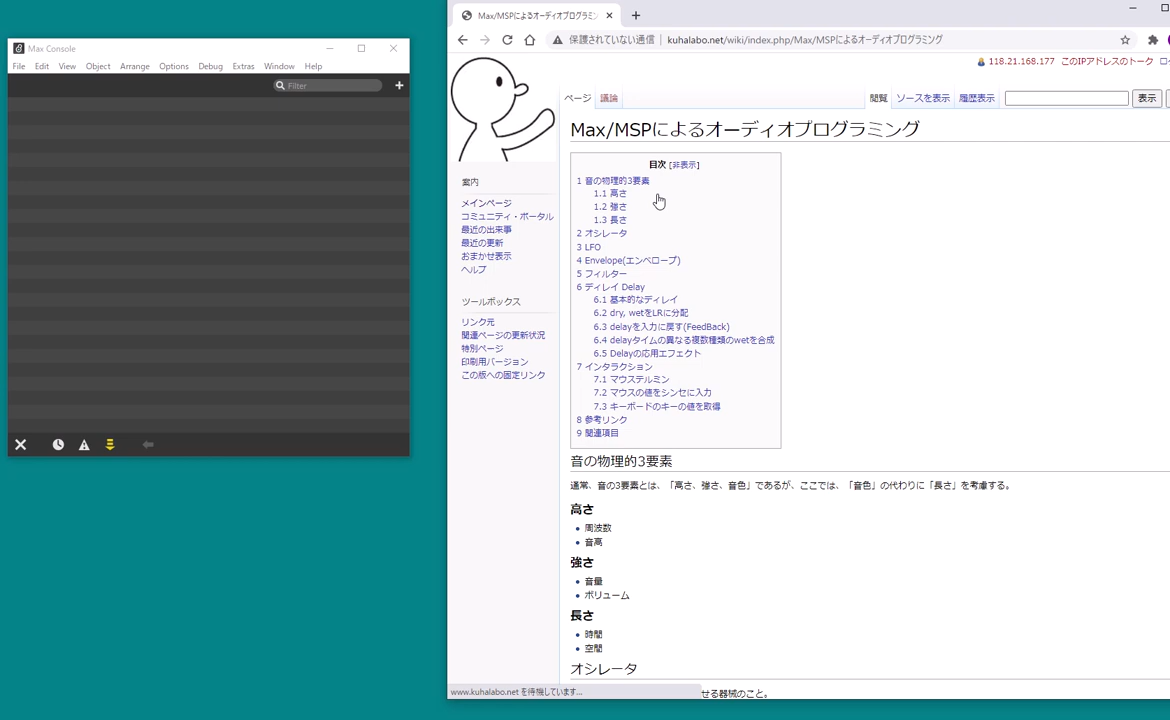 Max Console
File Edit View Object Arrange Options Debug Extras Window Help
Filter
Max/MSPによるオーディオプログラミン
保護されていない通信 | kuhalabo.net/wiki/index.php/Max/MSPによるオーディオプログラミング
118.21.168.177 このIPアドレスのトーク
ページ 議論 閲覧 ソースを表示 履歴表示 表示
Max/MSPによるオーディオプログラミング
案内
メインページ
コミュニティ・ポータル
最近の出来事
最近の更新
おまかせ表示
ヘルプ
ツールボックス
リンク元
関連ページの更新状況
特別ページ
印刷用バージョン
この版への固定リンク
目次 [非表示]
1 音の物理的3要素
1.1 高さ
1.2 強さ
1.3 長さ
2 オシレータ
3 LFO
4 Envelope(エンベロープ)
5 フィルター
6 ディレイ Delay
6.1 基本的なディレイ
6.2 dry, wetをLRに分配
6.3 delayを入力に戻す(FeedBack)
6.4 delayタイムの異なる複数種類のwetを合成
6.5 Delayの応用エフェクト
7 インタラクション
7.1 マウステルミン
7.2 マウスの値をシンセに入力
7.3 キーボードのキーの値を取得
8 参考リンク
9 関連項目
音の物理的3要素
通常、音の3要素とは、「高さ、強さ、音色」であるが、ここでは、「音色」の代わりに「長さ」を考慮する。
高さ
周波数
音高
強さ
音量
ボリューム
長さ
時間
空間
オシレータ
www.kuhalabo.net を待機しています... せる器械のこと。